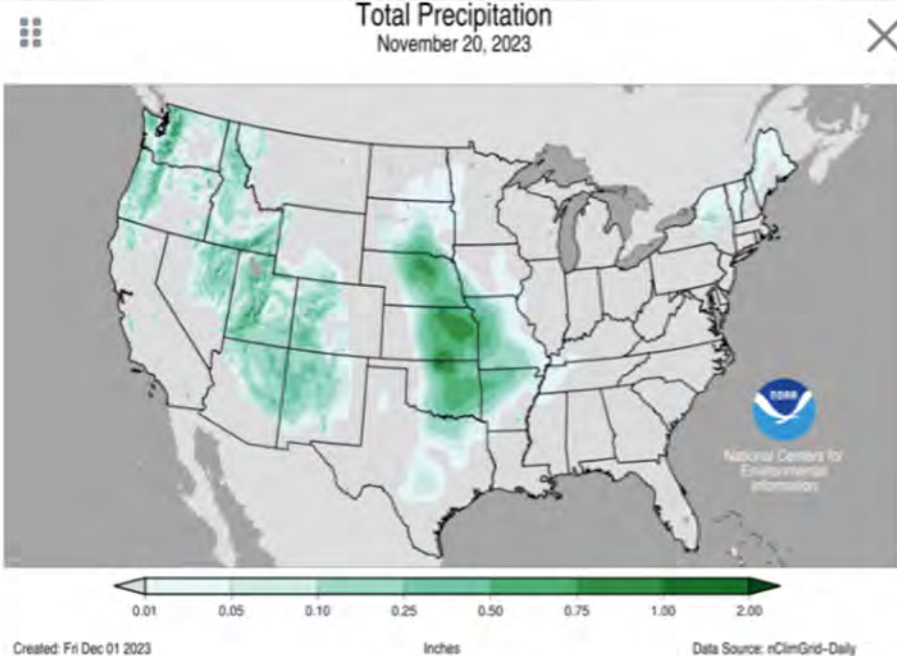 Total Precipitation
November 20, 2023
NOAA
National Centers for
Environmental
Information
0.01 0.05 0.10 0.25 0.50 0.75 1.00 2.00
Created: Fri Dec 01 2023 Inches Data Source: nClimGrid-Daily